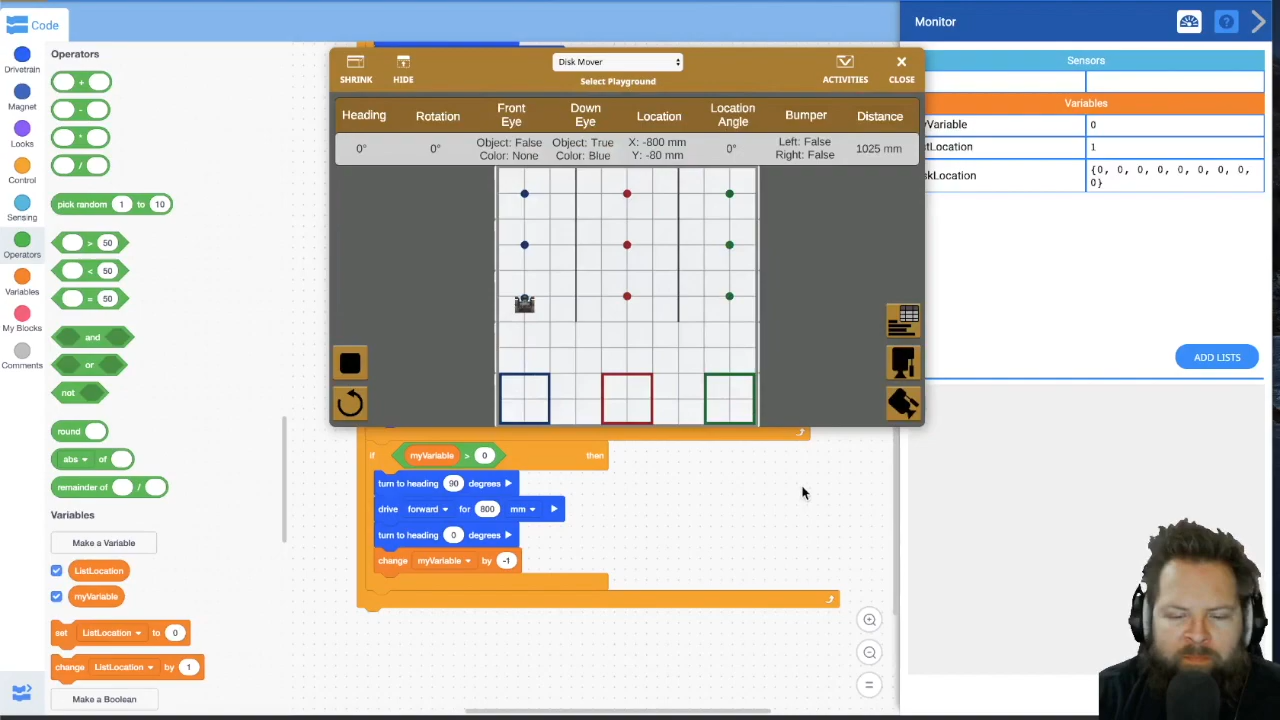 Code
Drivetrain
Magnet
Looks
Control
Sensing
Operators
Variables
My Blocks
Comments
Operators
+
-
*
/
pick random 1 to 10
> 50
< 50
= 50
and
or
not
round
abs of
remainder of /
Variables
Make a Variable
ListLocation
myVariable
set ListLocation to 0
change ListLocation by 1
Make a Boolean
SHRINK
HIDE
Disk Mover
Select Playground
ACTIVITIES
CLOSE
Heading Rotation Front Eye Down Eye Location Location Angle Bumper Distance
0° 0° Object: False Object: True X: -800 mm 0° Left: False 1025 mm
Color: None Color: Blue Y: -80 mm Right: False
if myVariable > 0 then
turn to heading 90 degrees
drive forward for 800 mm
turn to heading 0 degrees
change myVariable by -1
Monitor
?
Sensors
Variables
yVariable 0
tLocation 1
skLocation {0, 0, 0, 0, 0, 0, 0, 0,
0}
ADD LISTS